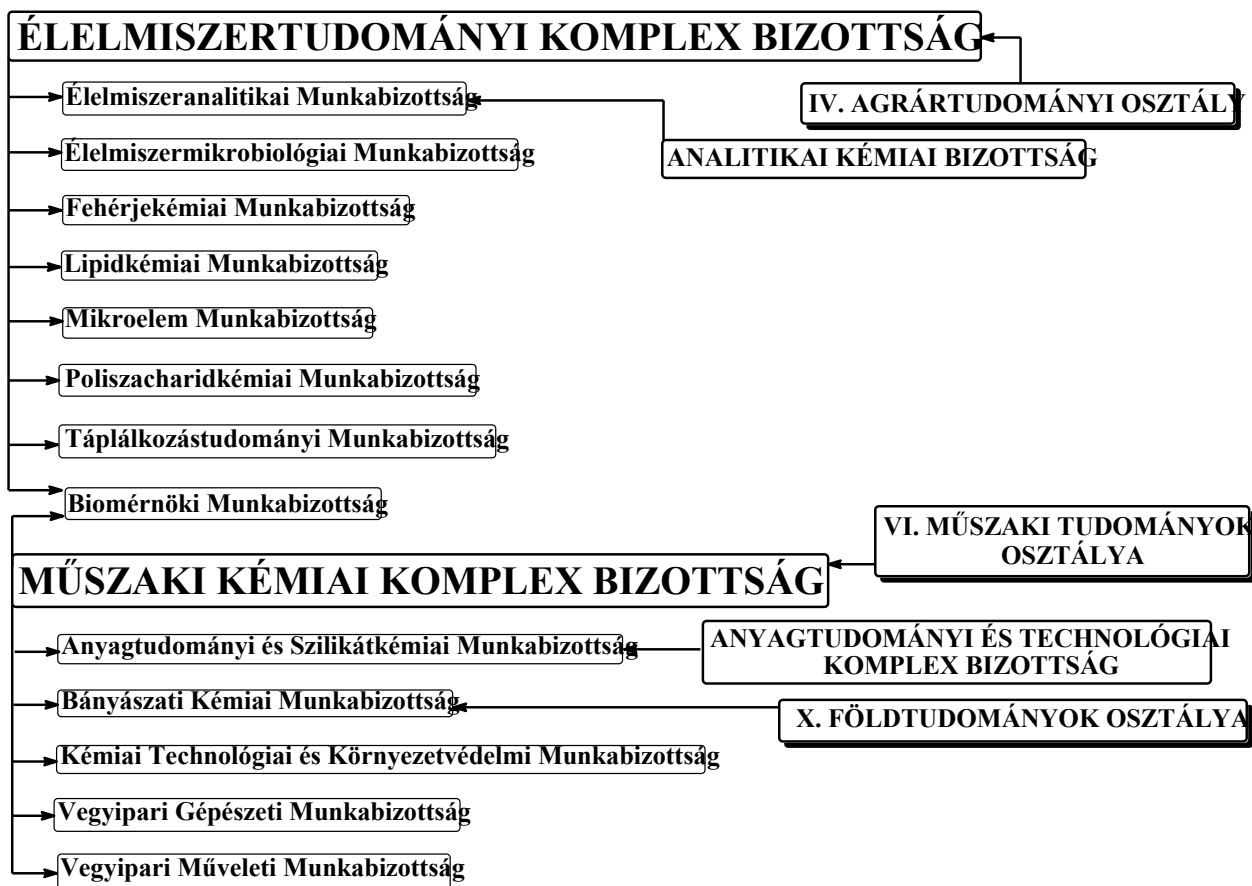 ÉLELMISZERTUDOMÁNYI KOMPLEX BIZOTTSÁG
Élelmiszeranalitikai Munkabizottság
IV. AGRÁRTUDOMÁNYI OSZTÁLY
Élelmiszermikrobiológiai Munkabizottság
ANALITIKAI KÉMIAI BIZOTTSÁG
Fehérjekémiai Munkabizottság
Lipidkémiai Munkabizottság
Mikroelem Munkabizottság
Poliszacharidkémiai Munkabizottság
Táplálkozástudományi Munkabizottság
Biomérnöki Munkabizottság
VI. MŰSZAKI TUDOMÁNYOK
OSZTÁLYA
MŰSZAKI KÉMIAI KOMPLEX BIZOTTSÁG
Anyagtudományi és Szilikátkémiai Munkabizottság
ANYAGTUDOMÁNYI ÉS TECHNOLÓGIAI
KOMPLEX BIZOTTSÁG
Bányászati Kémiai Munkabizottság
X. FÖLDTUDOMÁNYOK OSZTÁLYA
Kémiai Technológiai és Környezetvédelmi Munkabizottság
Vegyipari Gépészeti Munkabizottság
Vegyipari Műveleti Munkabizottság